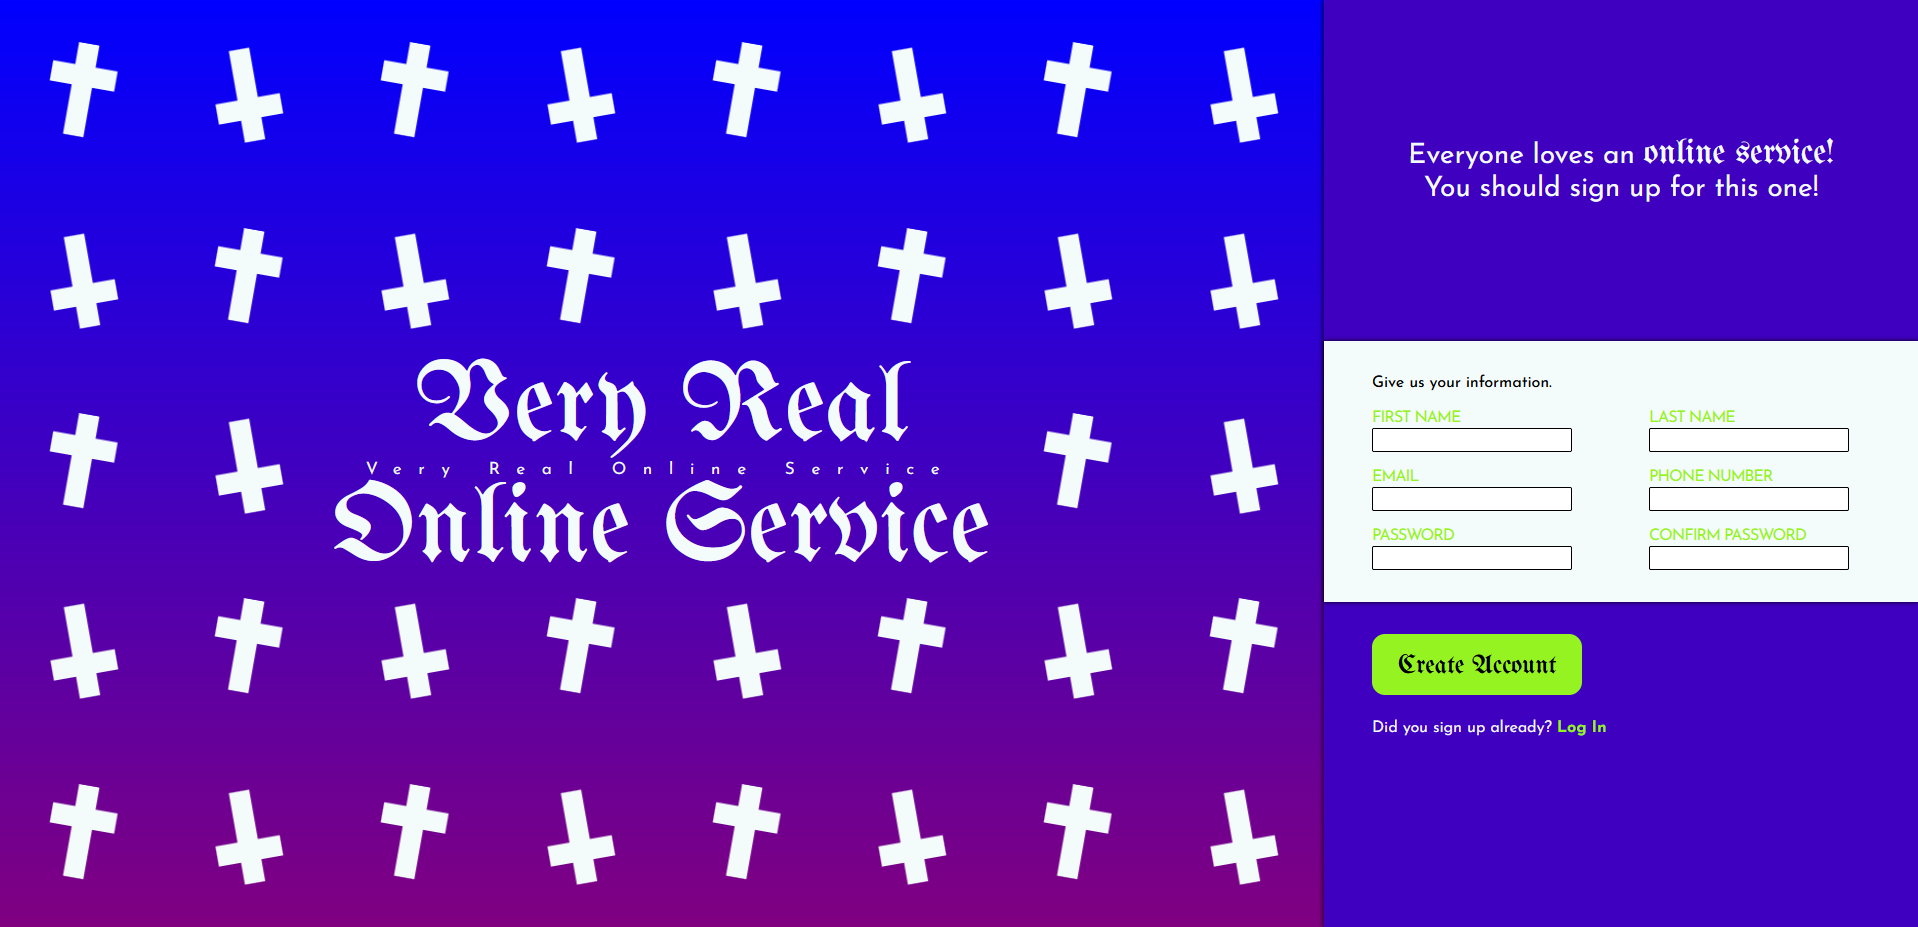 Very Real
Very Real Online Service
Online Service
Everyone loves an online service!
You should sign up for this one!
Give us your information.
FIRST NAME
LAST NAME
EMAIL
PHONE NUMBER
PASSWORD
CONFIRM PASSWORD
Create Account
Did you sign up already? Log In